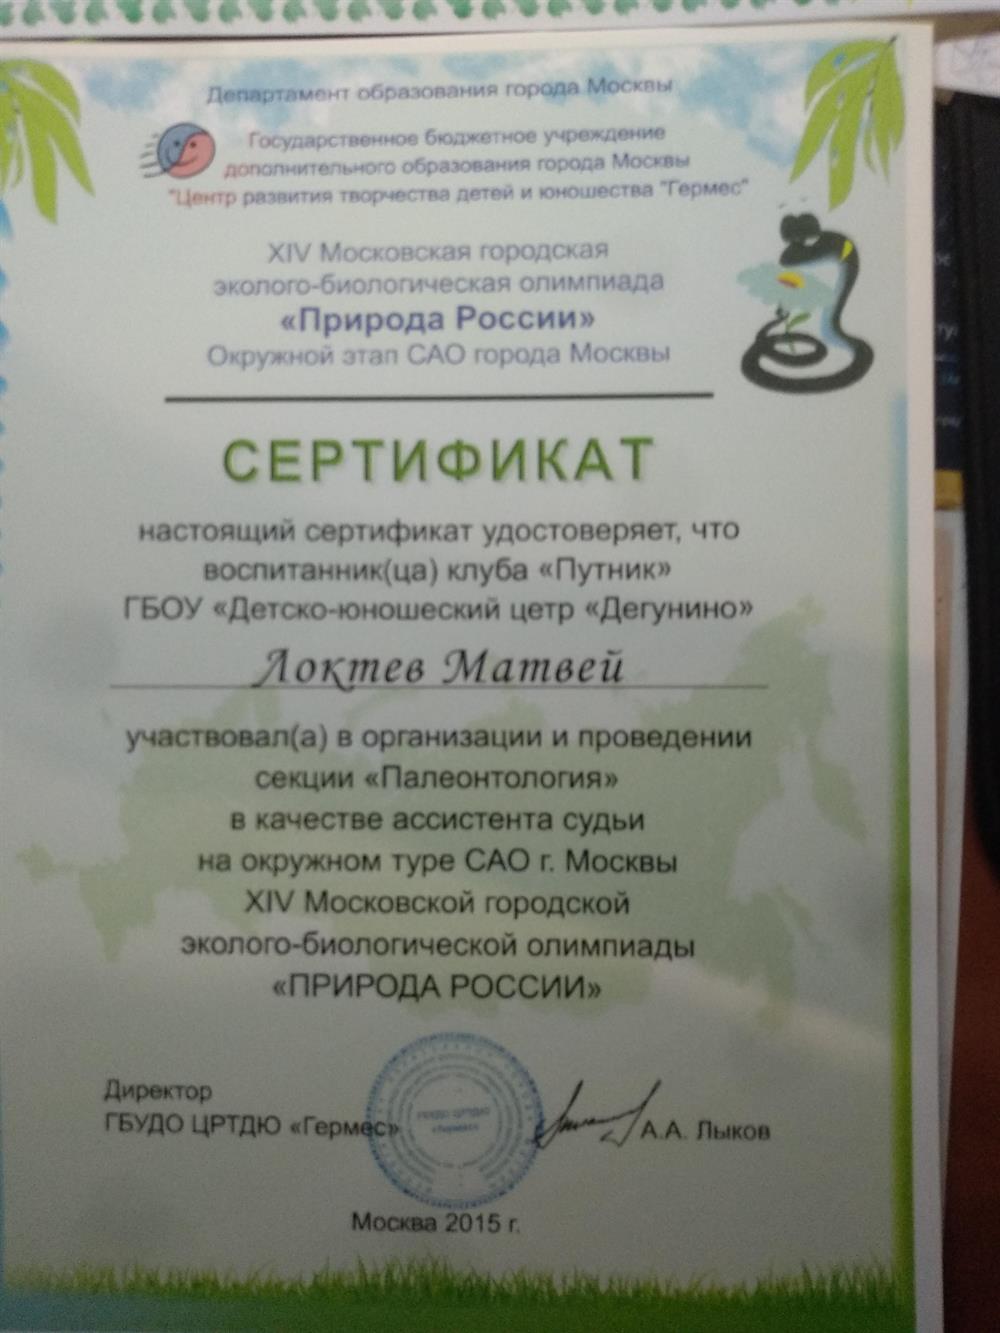 Департамент образования города Москвы
Государственное бюджетное учреждение
дополнительного образования города Москвы
"Центр развития творчества детей и юношества "Гермес"
XIV Московская городская
эколого-биологическая олимпиада
«Природа России»
Окружной этап САО города Москвы
СЕРТИФИКАТ
настоящий сертификат удостоверяет, что
воспитанник(ца) клуба «Путник»
ГБОУ «Детско-юношеский цетр «Дегунино»
Локтев Матвей
участвовал(а) в организации и проведении
секции «Палеонтология»
в качестве ассистента судьи
на окружном туре САО г. Москвы
XIV Московской городской
эколого-биологической олимпиады
«ПРИРОДА РОССИИ»
Директор
ГБУДО ЦРТДЮ «Гермес»
А.А. Лыков
Москва 2015 г.